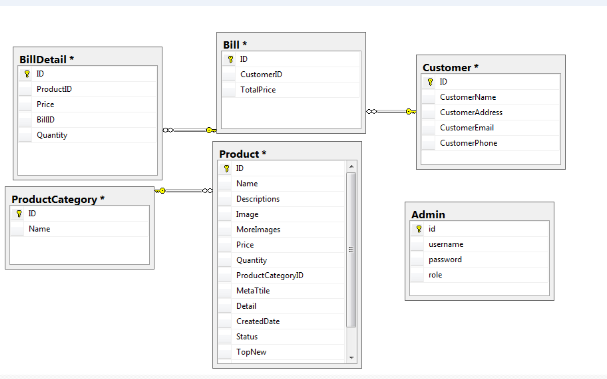 BillDetail *
ID
ProductID
Price
BillID
Quantity
Bill *
ID
CustomerID
TotalPrice
Customer *
ID
CustomerName
CustomerAddress
CustomerEmail
CustomerPhone
ProductCategory *
ID
Name
Product *
ID
Name
Descriptions
Image
MoreImages
Price
Quantity
ProductCategoryID
MetaTtile
Detail
CreatedDate
Status
TopNew
Admin
id
username
password
role